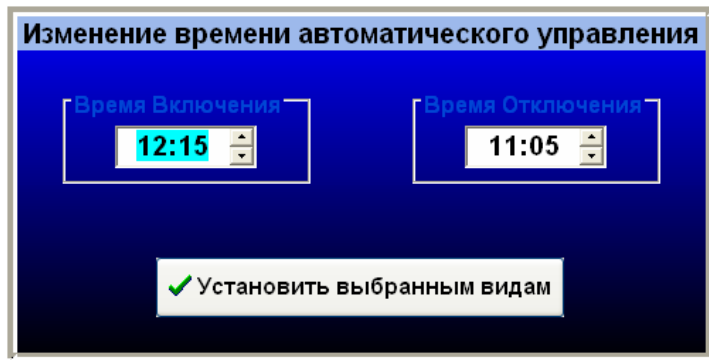 Изменение времени автоматического управления
Время Включения
Время Отключения
12:15
11:05
Установить выбранным видам